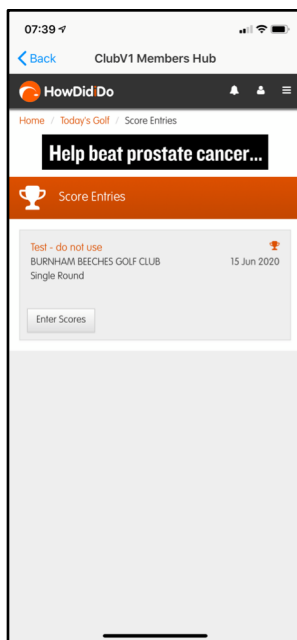 07:39
Back ClubV1 Members Hub
HowDidiDo
Home / Today's Golf / Score Entries
Help beat prostate cancer...
Score Entries
Test - do not use
BURNHAM BEECHES GOLF CLUB 15 Jun 2020
Single Round
Enter Scores